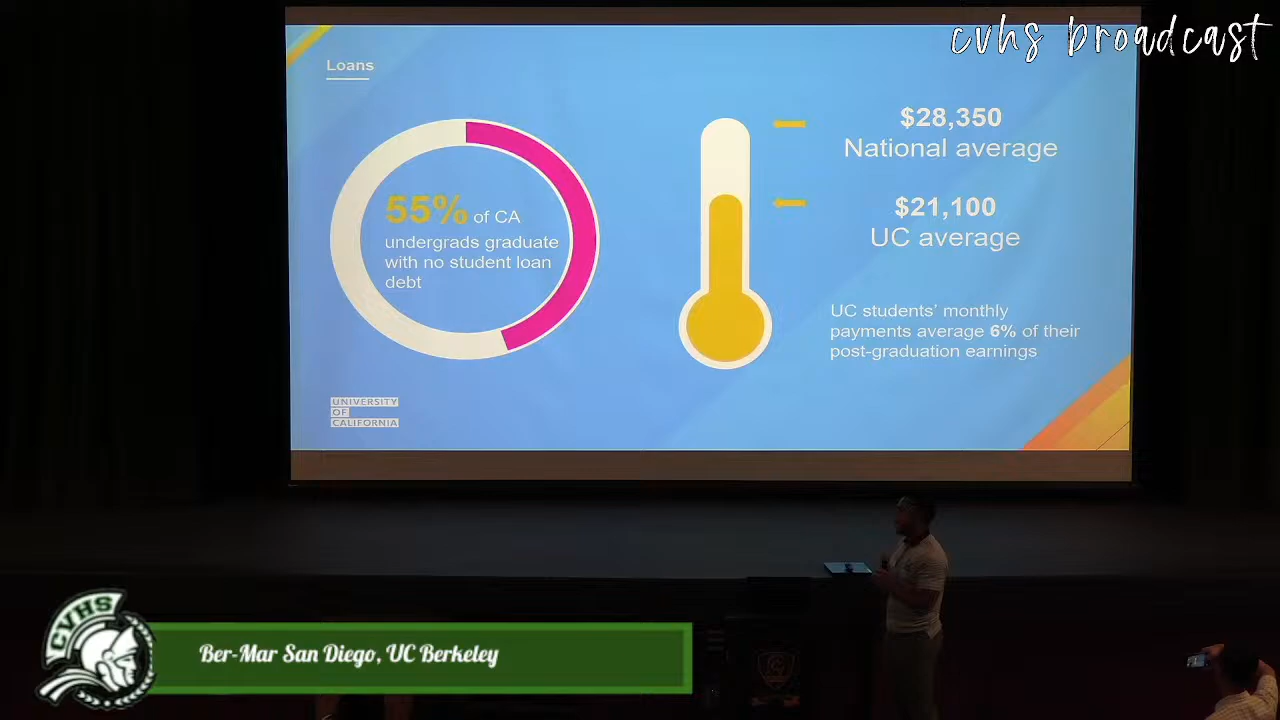 cvhs broadcast
Loans
55% of CA
undergrads graduate
with no student loan
debt
$28,350
National average
$21,100
UC average
UC students' monthly
payments average 6% of their
post-graduation earnings
UNIVERSITY
OF
CALIFORNIA
CVHS
Ber-Mar San Diego, UC Berkeley